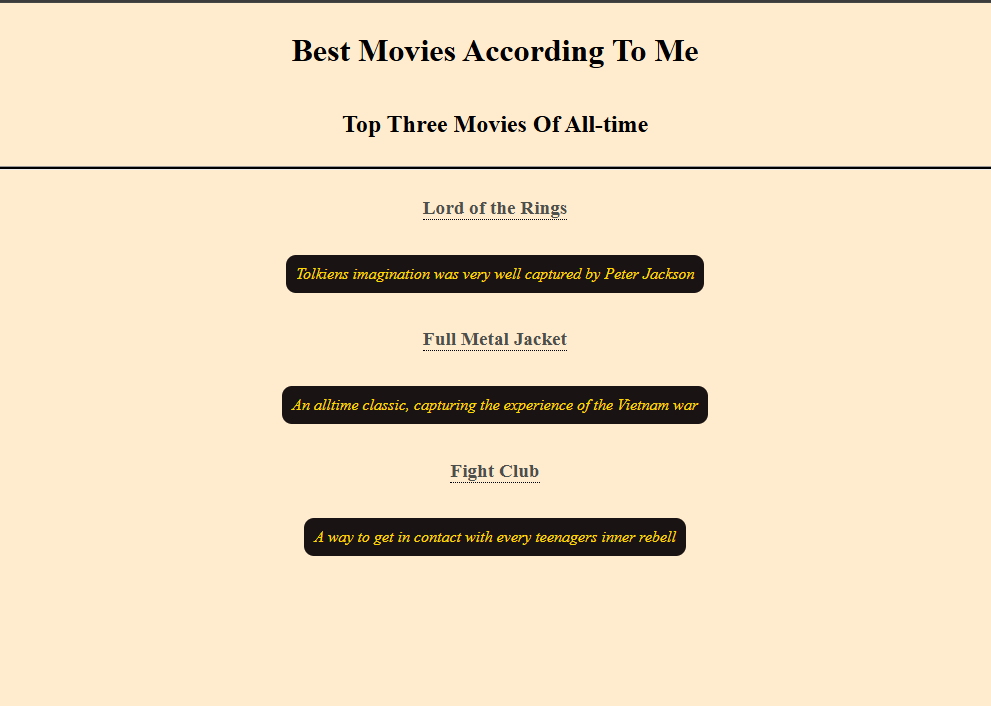 Best Movies According To Me
Top Three Movies Of All-time
Lord of the Rings
Tolkiens imagination was very well captured by Peter Jackson
Full Metal Jacket
An alltime classic, capturing the experience of the Vietnam war
Fight Club
A way to get in contact with every teenagers inner rebell